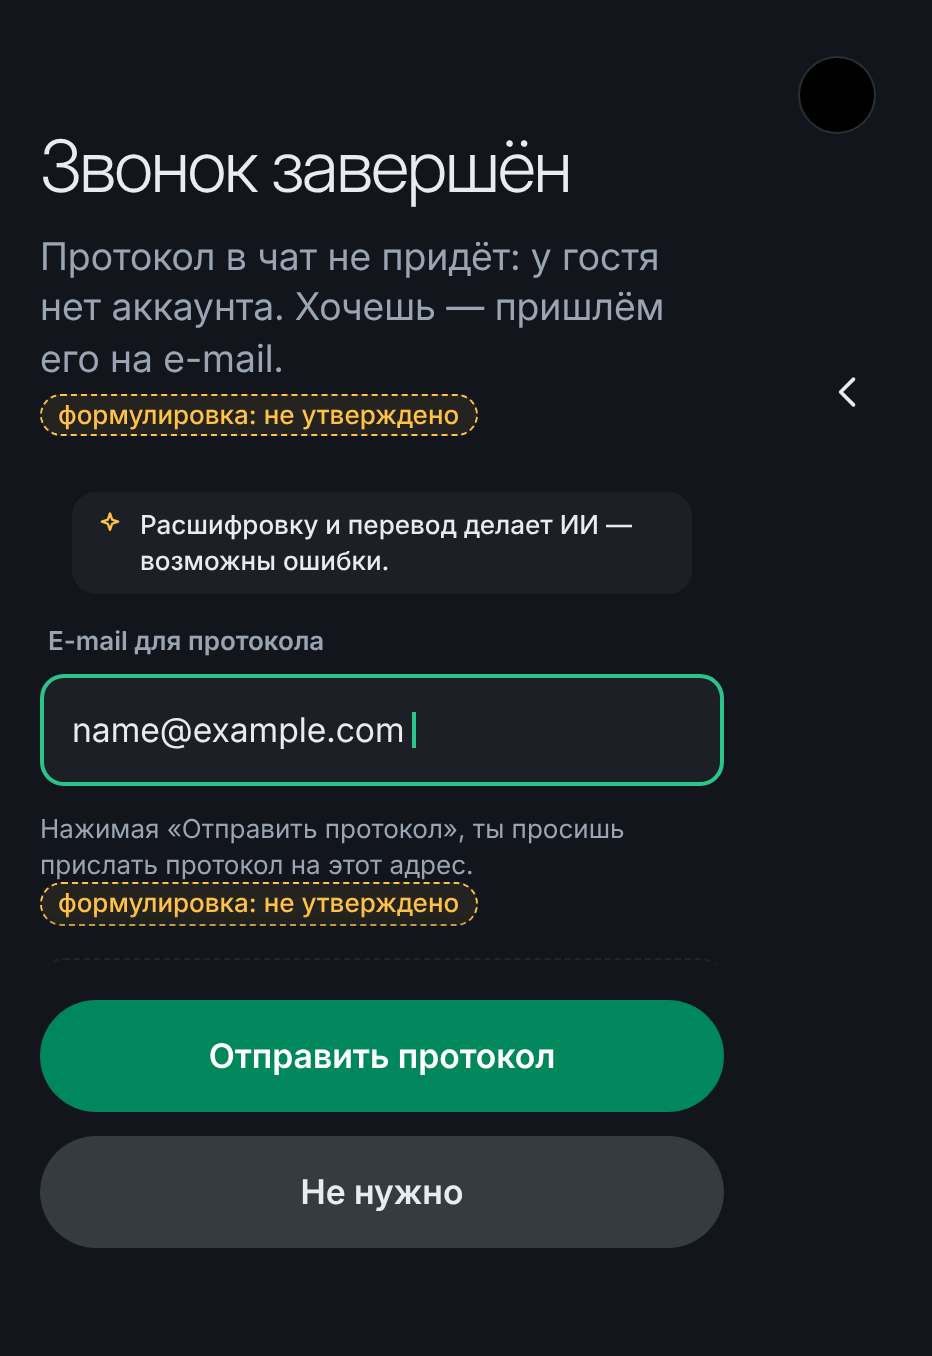 Звонок завершён
Протокол в чат не придёт: у гостя
нет аккаунта. Хочешь — пришлём
его на e-mail.
формулировка: не утверждено
Расшифровку и перевод делает ИИ —
возможны ошибки.
E-mail для протокола
name@example.com
Нажимая «Отправить протокол», ты просишь
прислать протокол на этот адрес.
формулировка: не утверждено
Отправить протокол
Не нужно